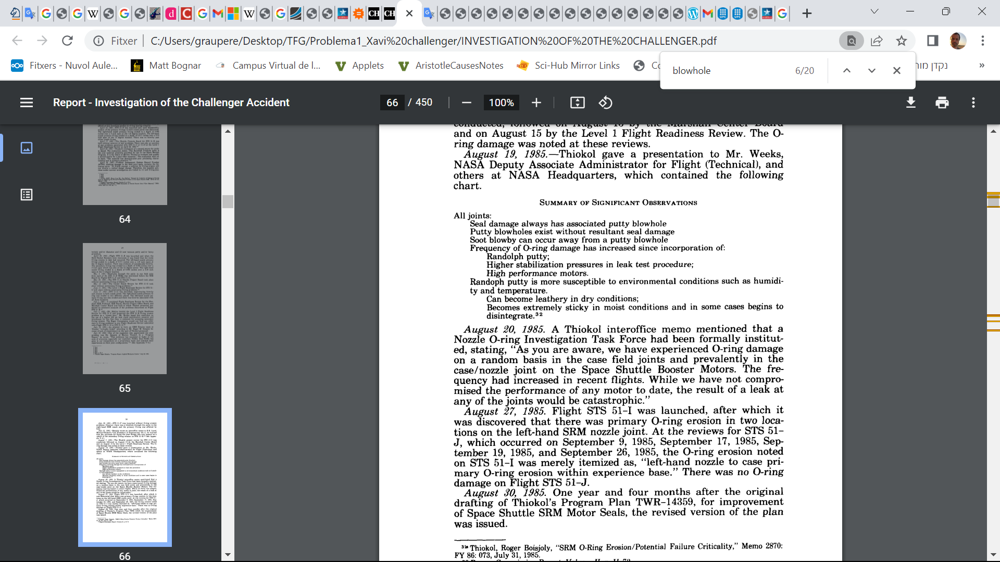 Fitxer
C:/Users/graupere/Desktop/TFG/Problema1_Xavi%20challenger/INVESTIGATION%20OF%20THE%20CHALLENGER.pdf
Fitxers - Nuvol Aule...
Matt Bognar
Campus Virtual de l...
Applets
AristotleCausesNotes
Sci-Hub Mirror Links
blowhole
6/20
Report - Investigation of the Challenger Accident
66 / 450
100%
64
65
66
and on August 15 by the Level 1 Flight Readiness Review. The O-
ring damage was noted at these reviews.
August 19, 1985.—Thiokol gave a presentation to Mr. Weeks,
NASA Deputy Associate Administrator for Flight (Technical), and
others at NASA Headquarters, which contained the following
chart.
SUMMARY OF SIGNIFICANT OBSERVATIONS
All joints:
Seal damage always has associated putty blowhole
Putty blowholes exist without resultant seal damage
Soot blowby can occur away from a putty blowhole
Frequency of O-ring damage has increased since incorporation of:
Randolph putty;
Higher stabilization pressures in leak test procedure;
High performance motors.
Randoph putty is more susceptible to environmental conditions such as humidi-
ty and temperature.
Can become leathery in dry conditions;
Becomes extremely sticky in moist conditions and in some cases begins to
disintegrate.³²
August 20, 1985. A Thiokol interoffice memo mentioned that a
Nozzle O-ring Investigation Task Force had been formally institut-
ed, stating, “As you are aware, we have experienced O-ring damage
on a random basis in the case field joints and prevalently in the
case/nozzle joint on the Space Shuttle Booster Motors. The fre-
quency had increased in recent flights. While we have not compro-
mised the performance of any motor to date, the result of a leak at
any of the joints would be catastrophic.”
August 27, 1985. Flight STS 51-I was launched, after which it
was discovered that there was primary O-ring erosion in two loca-
tions on the left-hand SRM nozzle joint. At the reviews for STS 51-
J, which occurred on September 9, 1985, September 17, 1985, Sep-
tember 19, 1985, and September 26, 1985, the O-ring erosion noted
on STS 51-I was merely itemized as, “left-hand nozzle to case pri-
mary O-ring erosion within experience base.” There was no O-ring
damage on Flight STS 51-J.
August 30, 1985. One year and four months after the original
drafting of Thiokol's Program Plan TWR-14359, for improvement
of Space Shuttle SRM Motor Seals, the revised version of the plan
was issued.
³¹ᵃ Thiokol, Roger Boisjoly, “SRM O-Ring Erosion/Potential Failure Criticality,” Memo 2870:
FY 86: 073, July 31, 1985.